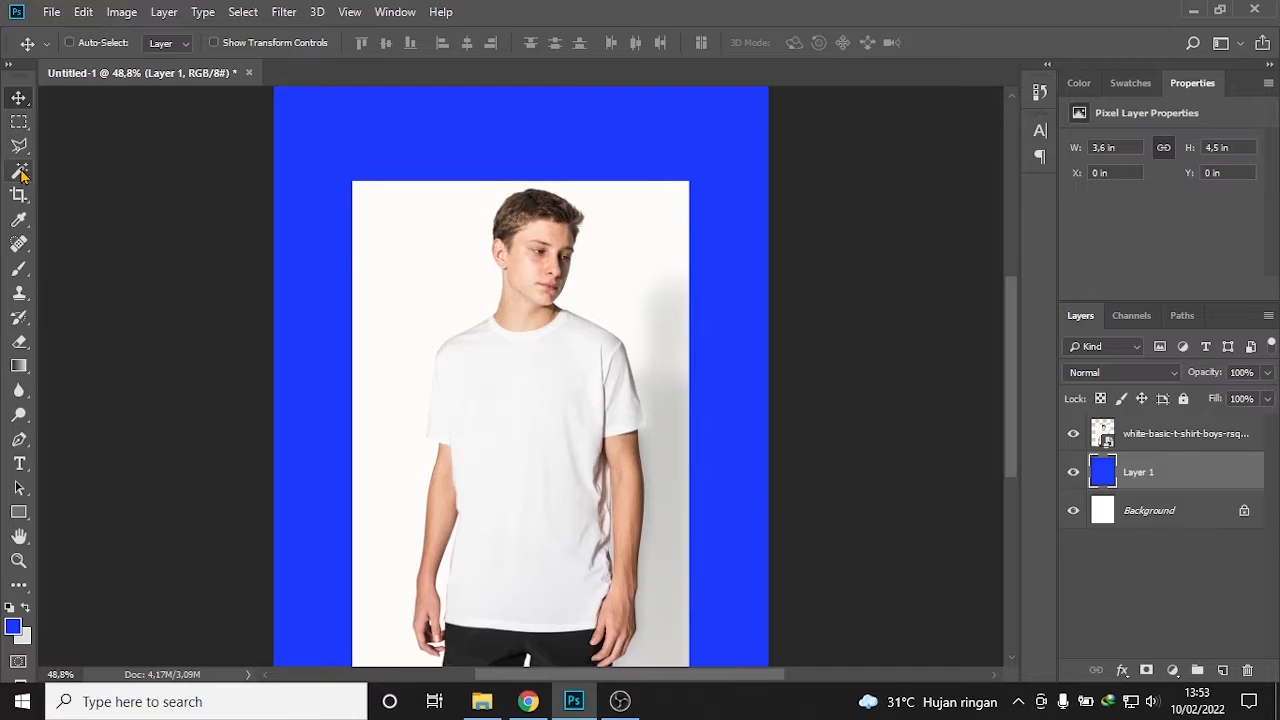 Ps File Edit Image Layer Type Select Filter 3D View Window Help
Auto-Select: Layer Show Transform Controls 3D Mode:
Untitled-1 @ 48,8% (Layer 1, RGB/8#) * ×
Color Swatches Properties
Pixel Layer Properties
W: 3,6 in H: 4,5 in
X: 0 in Y: 0 in
Layers Channels Paths
Kind
Normal Opacity: 100%
Lock: Fill: 100%
white-basic-t-shirt-boys-rsq...
Layer 1
Background
48,8% Doc: 4,17M/3,09M
Type here to search
Ps
31°C Hujan ringan
13:53
10/02/2022